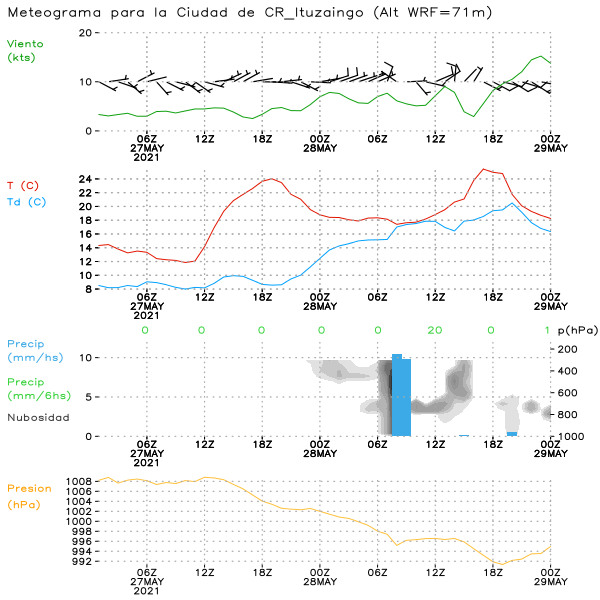 Meteograma para la Ciudad de CR_Ituzaingo (Alt WRF=71m)
Viento
(kts)
20
10
0
06Z 12Z 18Z 00Z 06Z 12Z 18Z 00Z
27MAY 28MAY 29MAY
2021
T (C)
Td (C)
24
22
20
18
16
14
12
10
8
06Z 12Z 18Z 00Z 06Z 12Z 18Z 00Z
27MAY 28MAY 29MAY
2021
0 0 0 0 0 20 0 1 p(hPa)
Precip
(mm/hs)
Precip
(mm/6hs)
Nubosidad
10
5
0
200
400
600
800
1000
06Z 12Z 18Z 00Z 06Z 12Z 18Z 00Z
27MAY 28MAY 29MAY
2021
Presion
(hPa)
1008
1006
1004
1002
1000
998
996
994
992
06Z 12Z 18Z 00Z 06Z 12Z 18Z 00Z
27MAY 28MAY 29MAY
2021